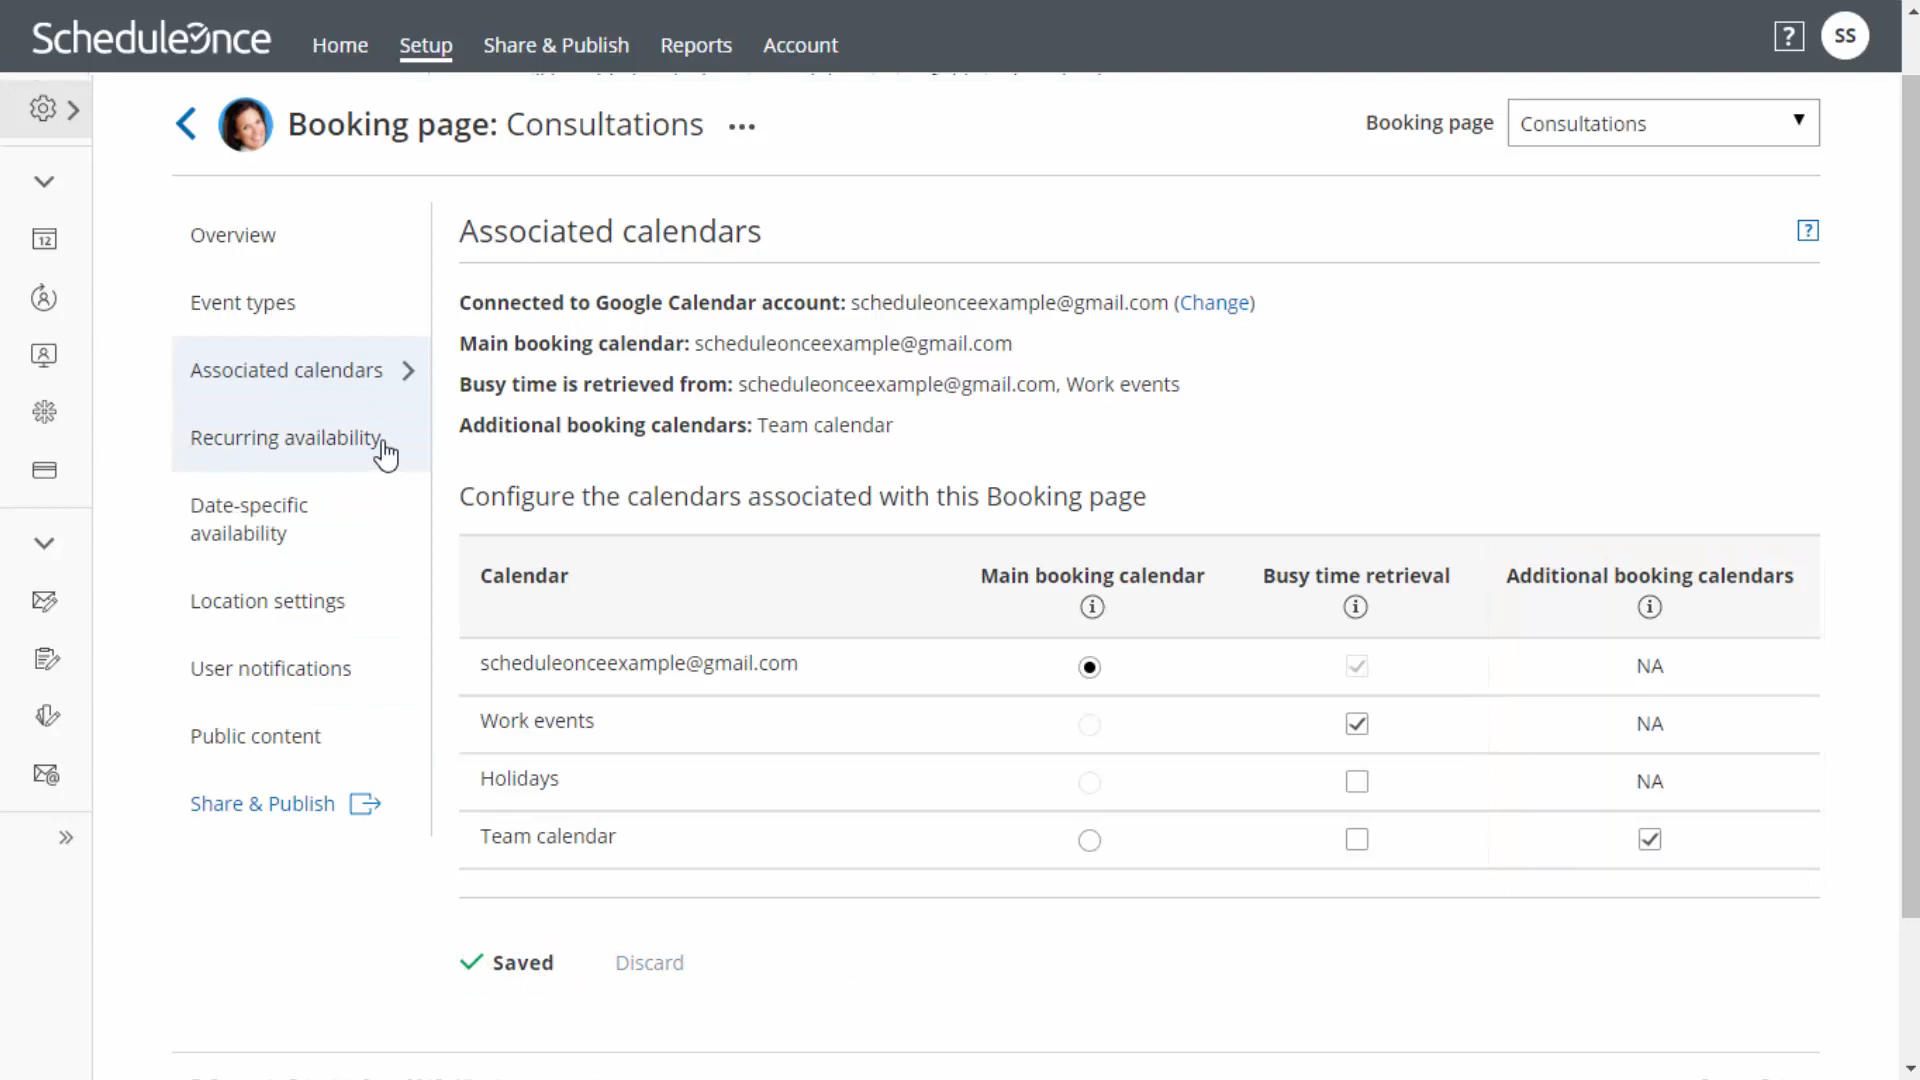 ScheduleOnce
Home
Setup
Share & Publish
Reports
Account
?
SS
Booking page: Consultations ...
Booking page
Consultations
12
Overview
Event types
Associated calendars
Recurring availability
Date-specific
availability
Location settings
User notifications
Public content
Share & Publish
Associated calendars
?
Connected to Google Calendar account: scheduleonceexample@gmail.com (Change)
Main booking calendar: scheduleonceexample@gmail.com
Busy time is retrieved from: scheduleonceexample@gmail.com, Work events
Additional booking calendars: Team calendar
Configure the calendars associated with this Booking page
Calendar
Main booking calendar
Busy time retrieval
Additional booking calendars
i
i
i
scheduleonceexample@gmail.com
NA
Work events
NA
Holidays
NA
Team calendar
Saved
Discard